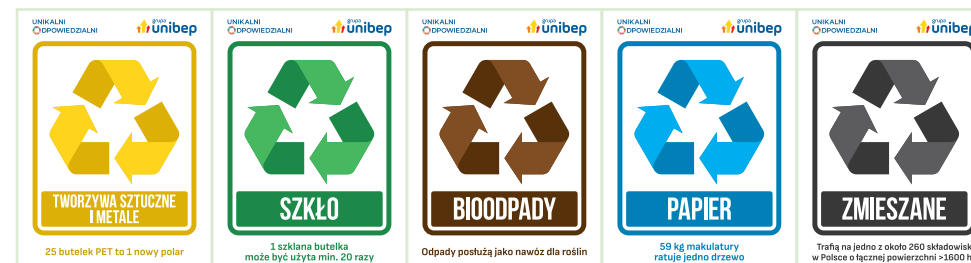 UNIKALNI
ODPOWIEDZIALNI
grupa
unibep
TWORZYWA SZTUCZNE
I METALE
25 butelek PET to 1 nowy polar
UNIKALNI
ODPOWIEDZIALNI
grupa
unibep
SZKŁO
1 szklana butelka
może być użyta min. 20 razy
UNIKALNI
ODPOWIEDZIALNI
grupa
unibep
BIOODPADY
Odpady posłużą jako nawóz dla roślin
UNIKALNI
ODPOWIEDZIALNI
grupa
unibep
PAPIER
59 kg makulatury
ratuje jedno drzewo
UNIKALNI
ODPOWIEDZIALNI
grupa
unibep
ZMIESZANE
Trafią na jedno z około 260 składowisk
w Polsce o łącznej powierzchni >1600 h